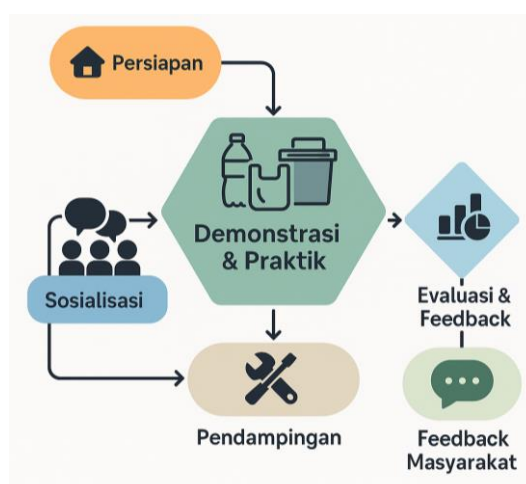 Persiapan
Demonstrasi
& Praktik
Sosialisasi
Evaluasi &
Feedback
Pendampingan
Feedback
Masyarakat